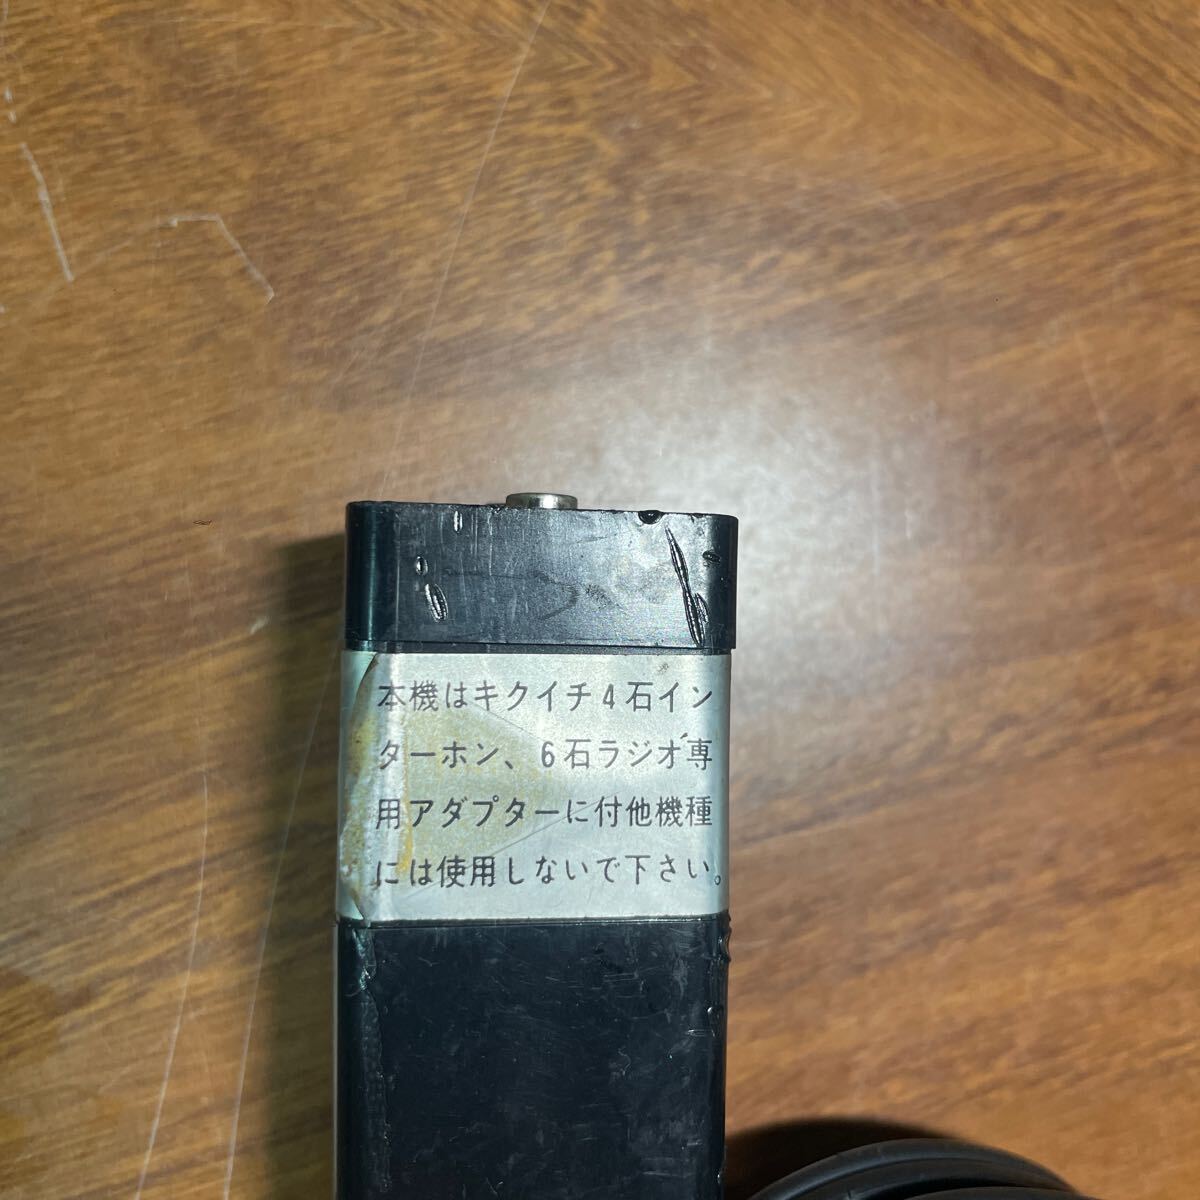 本機はキクイチ4石イン
ターホン、6石ラジオ専
用アダプターに付他機種
には使用しないで下さい。